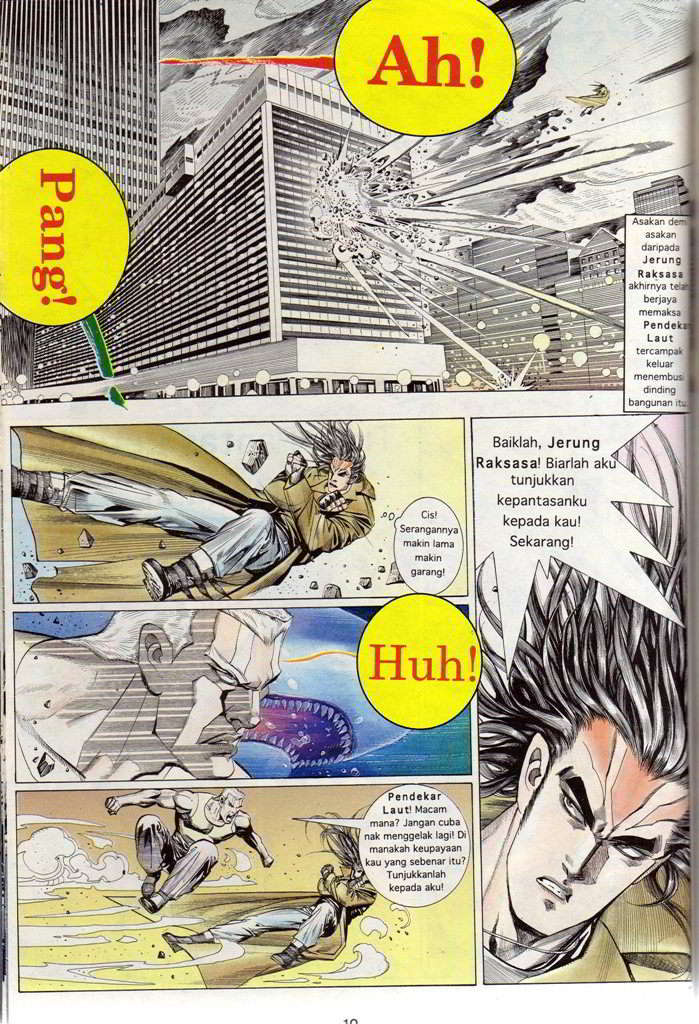 Ah!
Pang!
Asakan demi
asakan
daripada
Jerung
Raksasa
akhirnya telah
berjaya
memaksa
Pendekar
Laut
tercampak
keluar
menembusi
dinding
bangunan itu.
Cis!
Serangannya
makin lama
makin
garang!
Baiklah, Jerung
Raksasa! Biarlah aku
tunjukkan
kepantasanku
kepada kau!
Sekarang!
Huh!
Pendekar
Laut! Macam
mana? Jangan cuba
nak menggelak lagi! Di
manakah keupayaan
kau yang sebenar itu?
Tunjukkanlah
kepada aku!